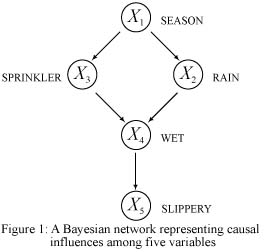 X1 SEASON
SPRINKLER X3 X2 RAIN
X4 WET
X5 SLIPPERY
Figure 1: A Bayesian network representing causal
influences among five variables